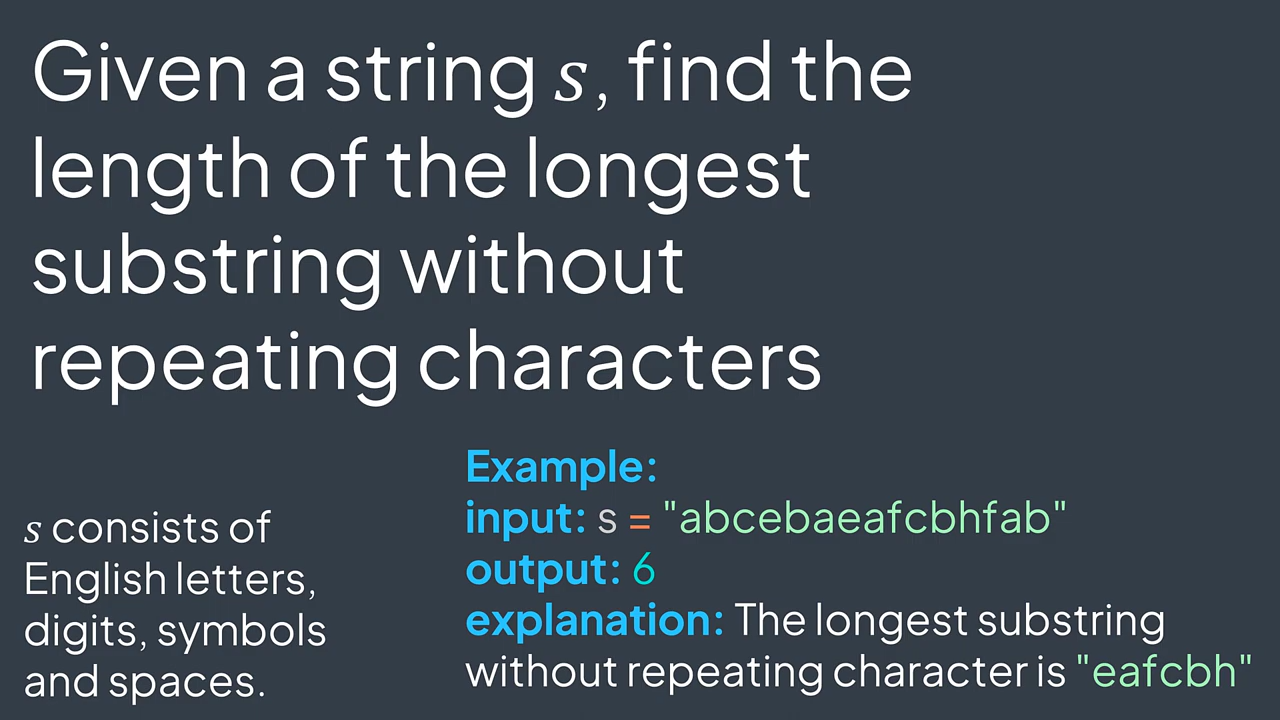 Given a string s, find the
length of the longest
substring without
repeating characters
s consists of
English letters,
digits, symbols
and spaces.
Example:
input: s = "abcebaeafcbhfab"
output: 6
explanation: The longest substring
without repeating character is "eafcbh"